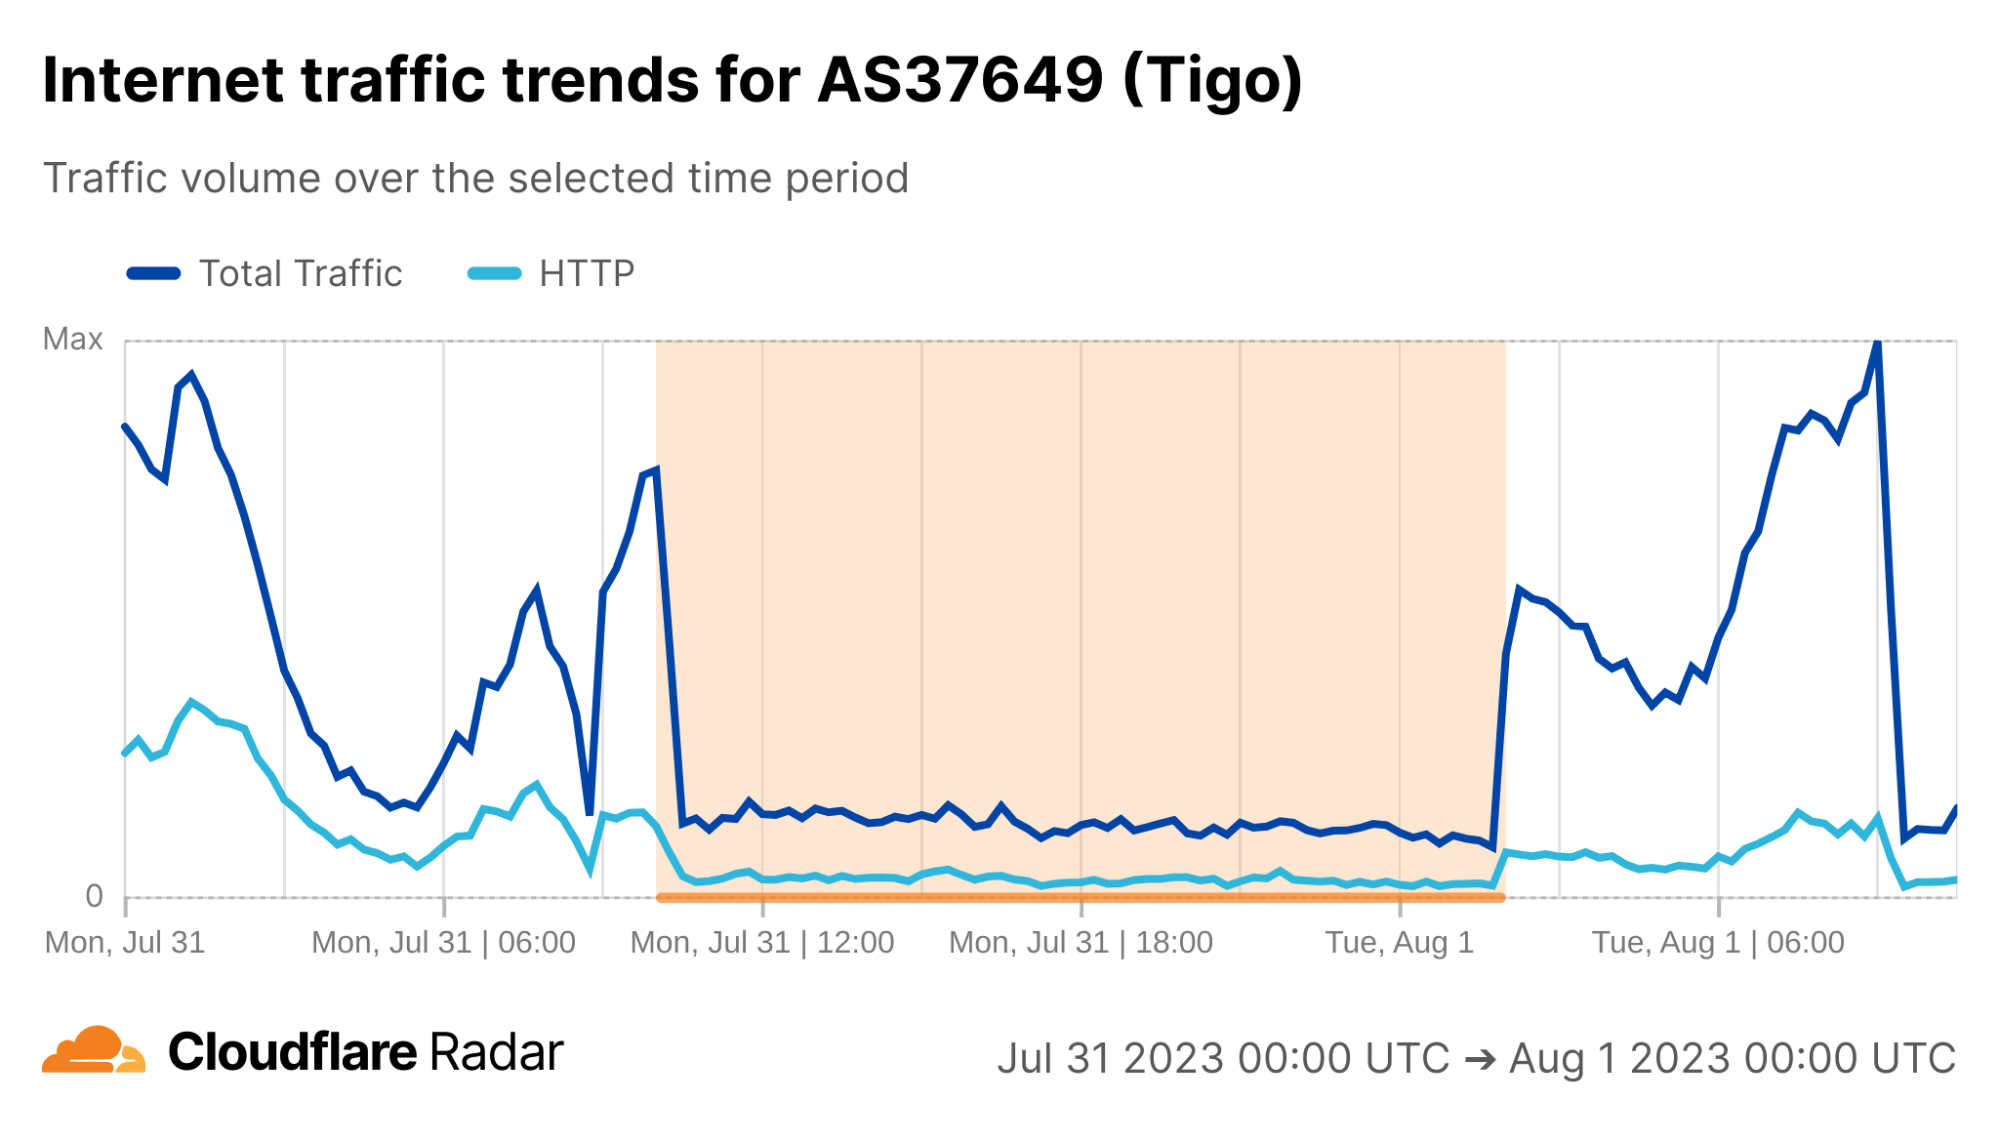 Internet traffic trends for AS37649 (Tigo)
Traffic volume over the selected time period
Total Traffic HTTP
Max
0
Mon, Jul 31 Mon, Jul 31 | 06:00 Mon, Jul 31 | 12:00 Mon, Jul 31 | 18:00 Tue, Aug 1 Tue, Aug 1 | 06:00
Cloudflare Radar Jul 31 2023 00:00 UTC ➔ Aug 1 2023 00:00 UTC